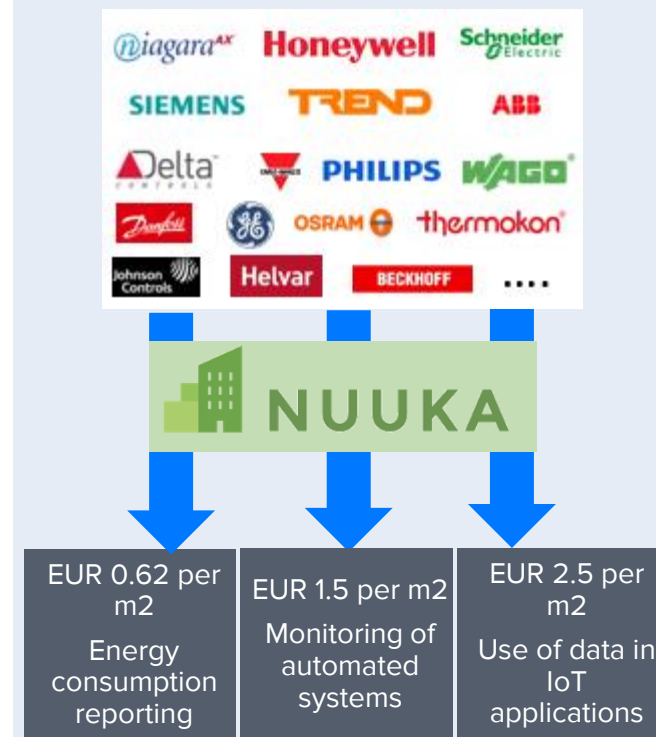 niagaraAX Honeywell Schneider Electric
SIEMENS TREND ABB
Delta CONTROLS PHILIPS WAGO
Danfoss GE OSRAM thermokon
Johnson Controls Helvar BECKHOFF ....
NUUKA
EUR 0.62 per
m2
Energy
consumption
reporting
EUR 1.5 per m2
Monitoring of
automated
systems
EUR 2.5 per
m2
Use of data in
IoT
applications